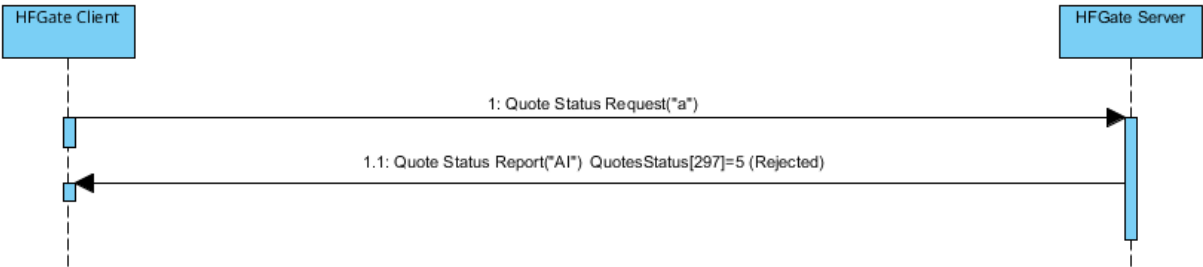 HFGate Client
HFGate Server
1: Quote Status Request("a")
1.1: Quote Status Report("AI") QuotesStatus[297]=5 (Rejected)